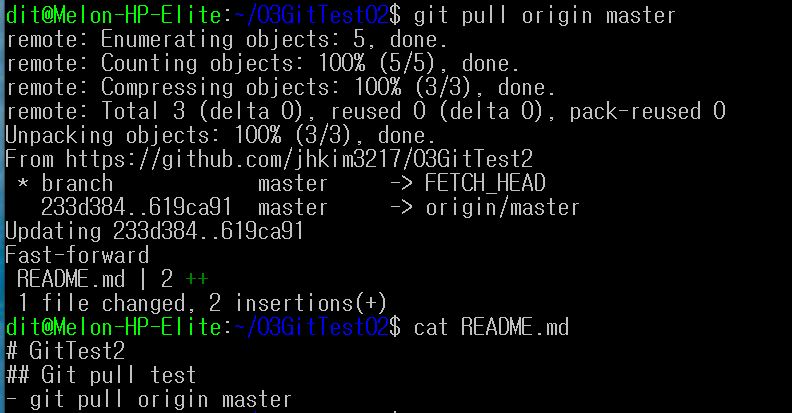 dit@Melon-HP-Elite:~/03GitTest02$ git pull origin master
remote: Enumerating objects: 5, done.
remote: Counting objects: 100% (5/5), done.
remote: Compressing objects: 100% (3/3), done.
remote: Total 3 (delta 0), reused 0 (delta 0), pack-reused 0
Unpacking objects: 100% (3/3), done.
From https://github.com/jhkim3217/03GitTest2
 * branch            master     -> FETCH_HEAD
   233d384..619ca91  master     -> origin/master
Updating 233d384..619ca91
Fast-forward
 README.md | 2 ++
 1 file changed, 2 insertions(+)
dit@Melon-HP-Elite:~/03GitTest02$ cat README.md
# GitTest2
## Git pull test
- git pull origin master